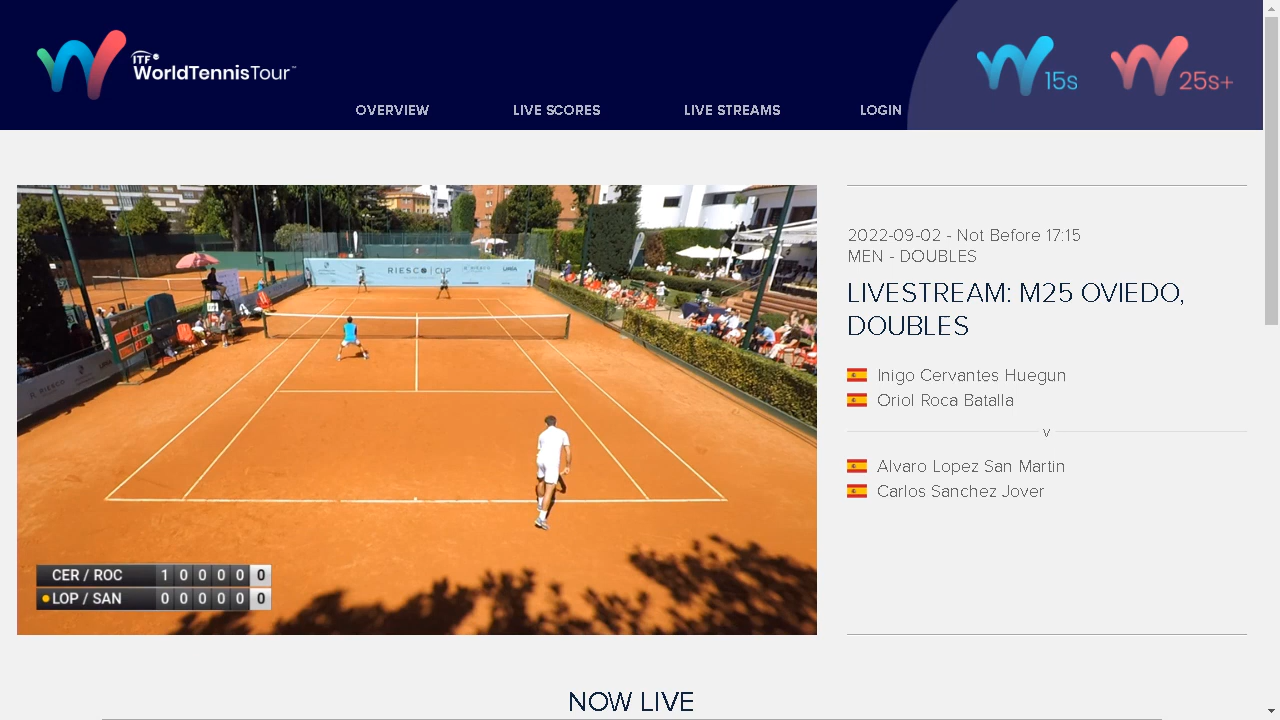 ITF
WorldTennisTour™
15s
25s+
OVERVIEW
LIVE SCORES
LIVE STREAMS
LOGIN
2022-09-02 - Not Before 17:15
MEN - DOUBLES
LIVESTREAM: M25 OVIEDO,
DOUBLES
Inigo Cervantes Huegun
Oriol Roca Batalla
v
Alvaro Lopez San Martin
Carlos Sanchez Jover
RIESCO | CUP
CER / ROC 1 0 0 0 0 0
LOP / SAN 0 0 0 0 0 0
NOW LIVE